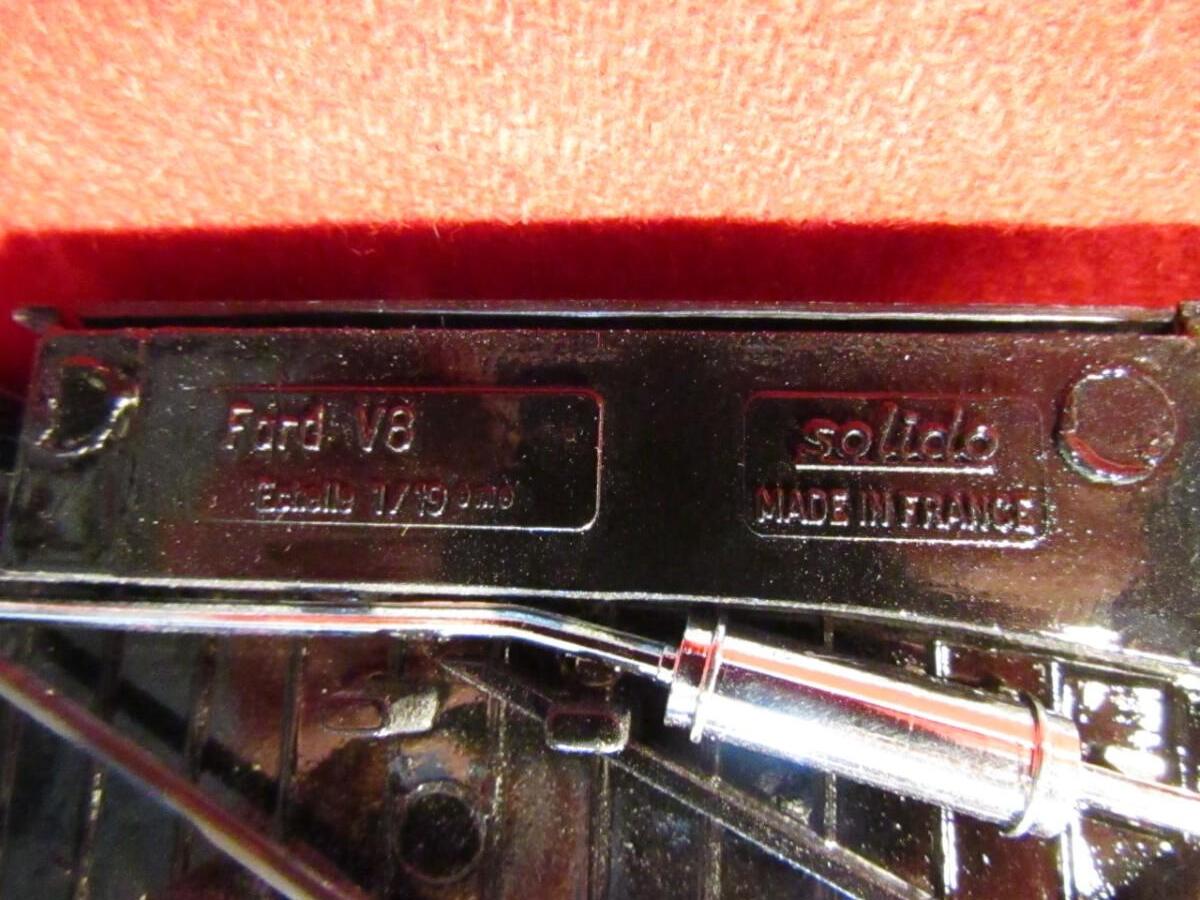 Ford V8
Echelle 1/19 ème
solido
MADE IN FRANCE